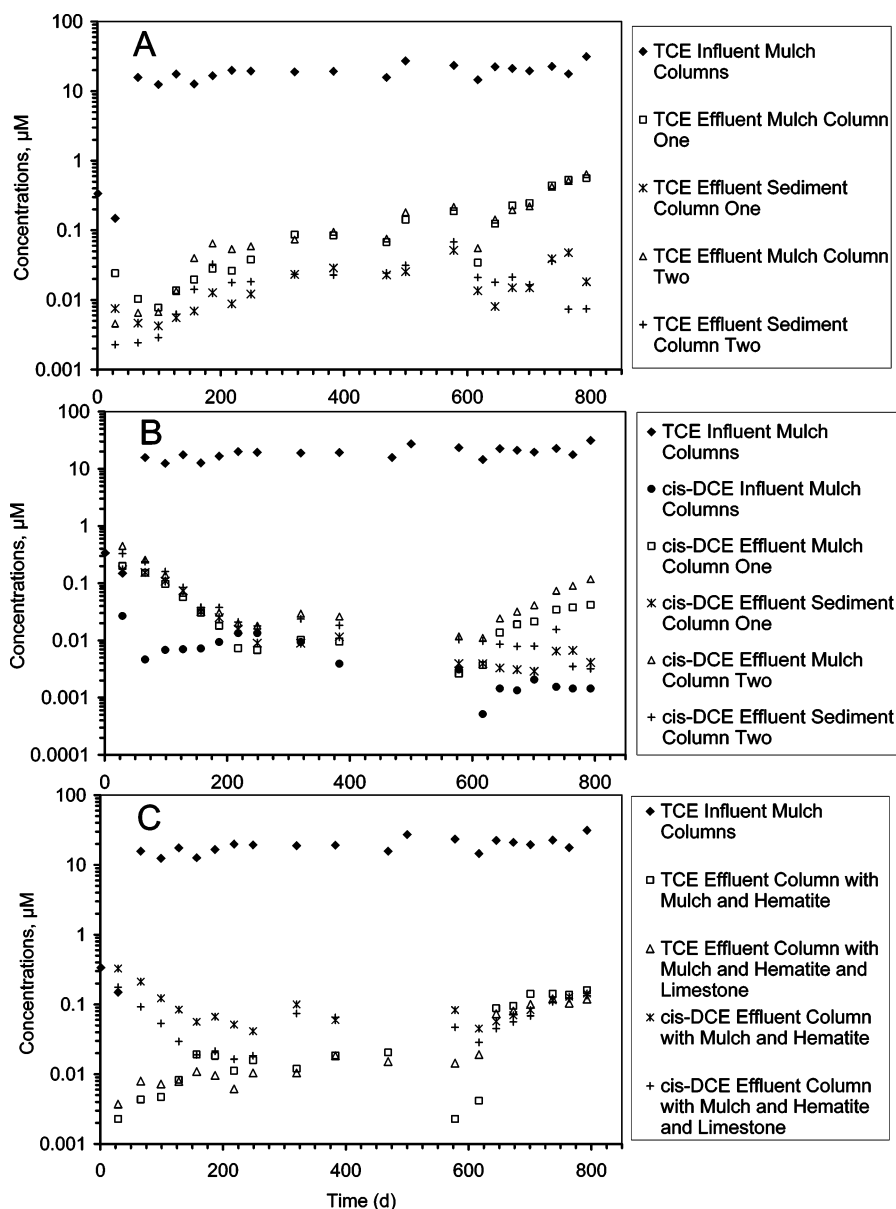 A
100
10
1
0.1
0.01
0.001
Concentrations, µM
0
200
400
600
800
TCE Influent Mulch
Columns
TCE Effluent Mulch Column
One
TCE Effluent Sediment
Column One
TCE Effluent Mulch Column
Two
TCE Effluent Sediment
Column Two
B
100
10
1
0.1
0.01
0.001
0.0001
Concentrations, µM
0
200
400
600
800
TCE Influent Mulch
Columns
cis-DCE Influent Mulch
Columns
cis-DCE Effluent Mulch
Column One
cis-DCE Effluent Sediment
Column One
cis-DCE Effluent Mulch
Column Two
cis-DCE Effluent Sediment
Column Two
C
100
10
1
0.1
0.01
0.001
Concentrations, µM
0
200
400
600
800
Time (d)
TCE Influent Mulch
Columns
TCE Effluent Column with
Mulch and Hematite
TCE Effluent Column with
Mulch and Hematite and
Limestone
cis-DCE Effluent Column
with Mulch and Hematite
cis-DCE Effluent Column
with Mulch and Hematite
and Limestone